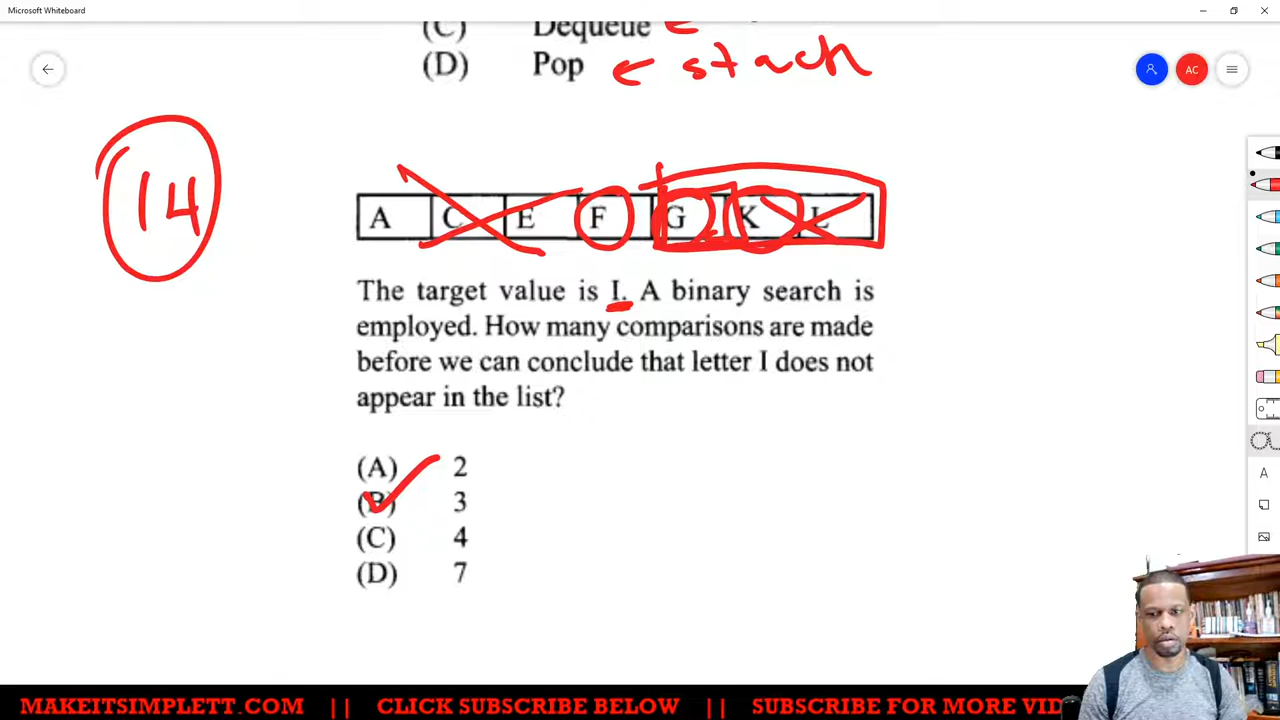 Microsoft Whiteboard
(C) Dequeue
(D) Pop ← stach
AC
14
A C E F G K L
The target value is I. A binary search is
employed. How many comparisons are made
before we can conclude that letter I does not
appear in the list?
(A) 2
(B) 3
(C) 4
(D) 7
A
MAKEITSIMPLETT.COM || CLICK SUBSCRIBE BELOW || SUBSCRIBE FOR MORE VID